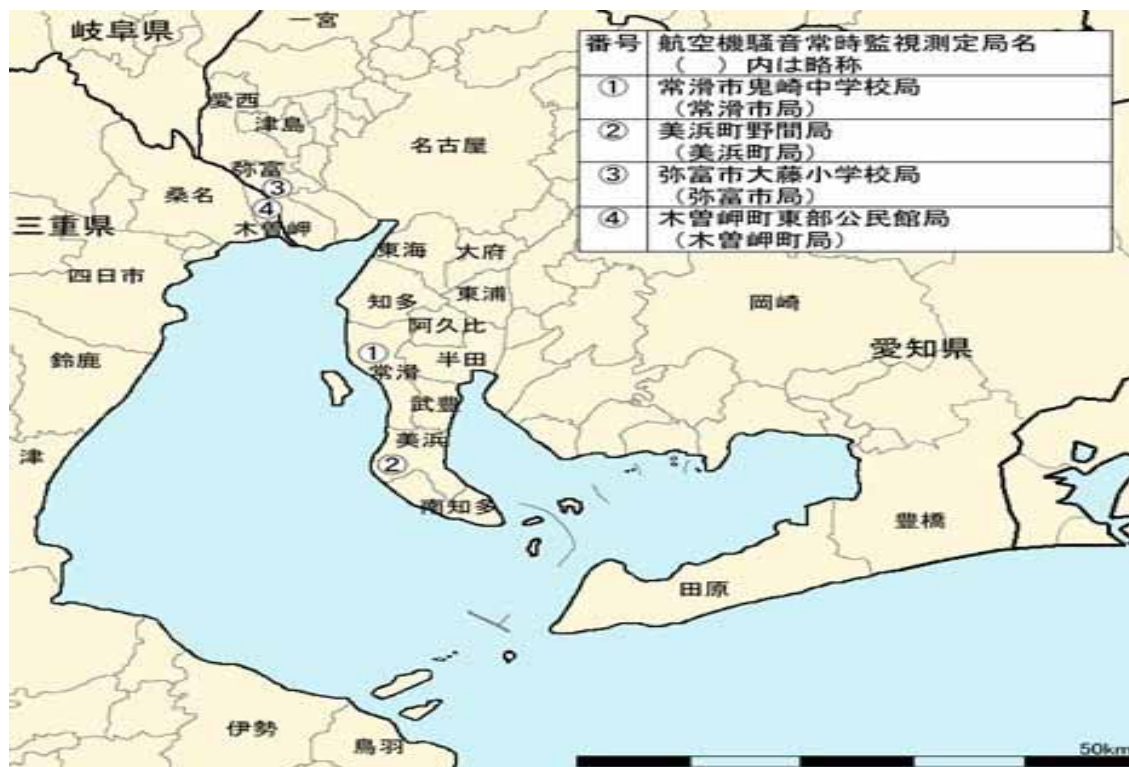 岐阜県
一宮
番号 航空機騒音常時監視測定局名
( )内は略称
① 常滑市鬼崎中学校局
(常滑市局)
② 美浜町野間局
(美浜町局)
③ 弥富市大藤小学校局
(弥富市局)
④ 木曽岬町東部公民館局
(木曽岬町局)
愛西
津島
名古屋
弥富
③
桑名
④
木曽岬
三重県
東海
大府
四日市
知多
東浦
岡崎
阿久比
愛知県
①
半田
鈴鹿
常滑
武豊
美浜
津
②
南知多
豊橋
田原
伊勢
鳥羽
50km